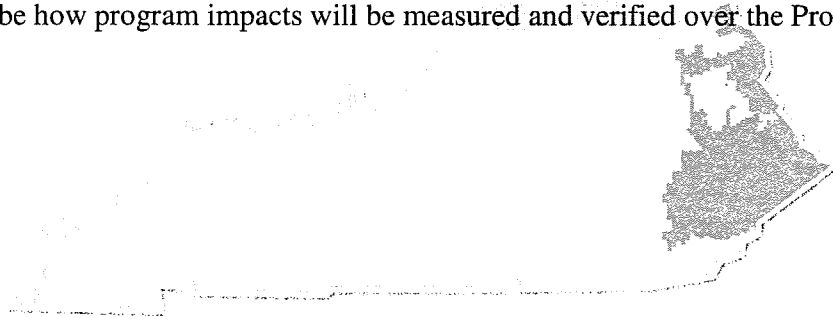 be how program impacts will be measured and verified over the Pro